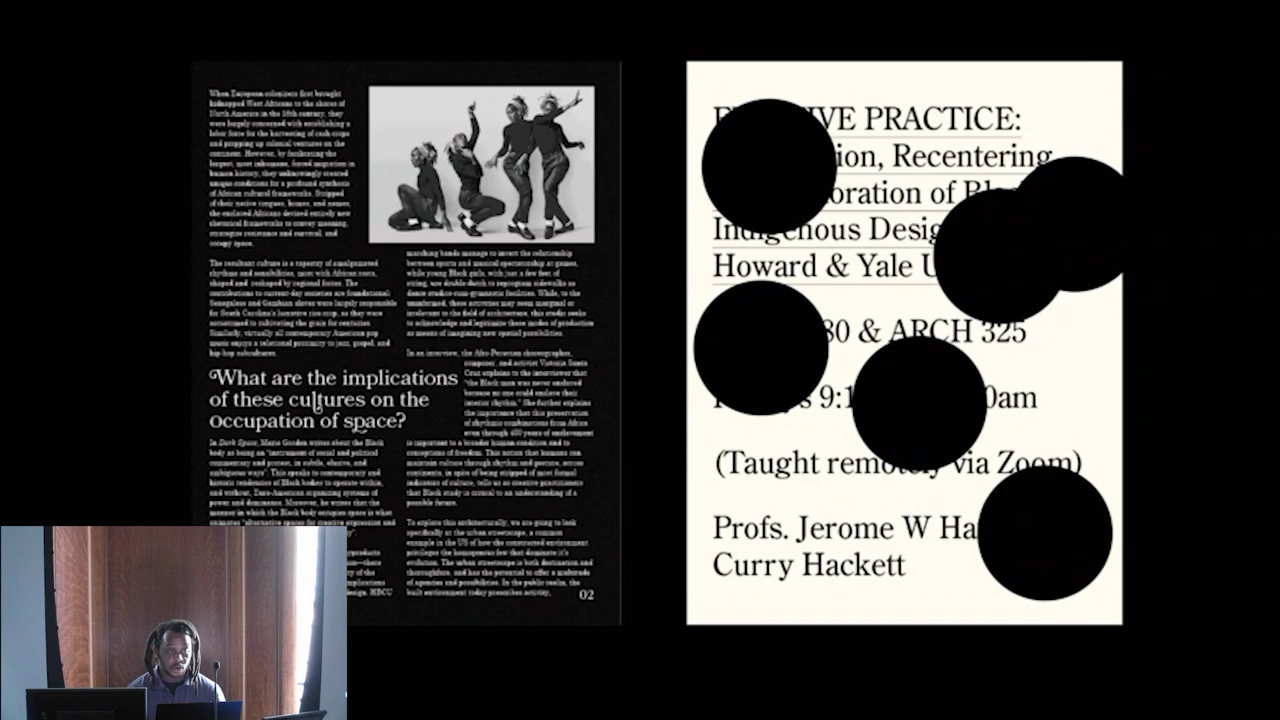 When European colonizers first brought
kidnapped West Africans to the shores of
North America in the 16th century, they
were largely concerned with establishing a
labor force for the harvesting of cash crops
and propping up colonial ventures on the
continent. However, by facilitating the
largest, most inhumane, forced migration in
human history, they unknowingly created
unique conditions for a profound synthesis
of African cultural frameworks. Stripped
of their native tongues, homes, and names,
the enslaved Africans devised entirely new
rhetorical frameworks to convey meaning,
strategize resistance and survival, and
occupy space.
The resultant culture is a tapestry of amalgamated
rhythms and sensibilities, most with African roots,
shaped and reshaped by regional forces. The
contributions to current-day societies are foundational:
Senegalese and Gambian slaves were largely responsible
for South Carolina's lucrative rice crop, as they were
accustomed to cultivating the grain for centuries.
Similarly, virtually all contemporary American pop
music enjoys a relational proximity to jazz, gospel, and
hip-hop subcultures.
What are the implications
of these cultures on the
occupation of space?
In Dark Space, Mario Gooden writes about the Black
body as being an "instrument of social and political
commentary and protest, in subtle, elusive, and
ambiguous ways". This speaks to contemporary and
historic tendencies of Black bodies to operate within,
and without, Euro-American organizing systems of
power and dominance. Moreover, he writes that the
manner in which the Black body occupies space is what
animates "alternative spaces for creative expression and
marching bands manage to invert the relationship
between sports and musical spectatorship at games,
while young Black girls, with just a few feet of
string, use double-dutch to reprogram sidewalks as
dance studios-cum-gymnastic facilities. While, to the
uninformed, these activities may seem marginal or
irrelevant to the field of architecture, this studio seeks
to acknowledge and legitimize these modes of production
as means of imagining new spatial possibilities.
In an interview, the Afro-Peruvian choreographer,
composer, and activist Victoria Santa
Cruz explains to the interviewer that
"the Black man was never enslaved
because no one could enslave their
interior rhythm." She further explains
the importance that this preservation
of rhythmic combinations from Africa
even through 400 years of enslavement
is important to a broader human condition and to
conceptions of freedom. This notion that humans can
maintain culture through rhythm and gesture, across
continents, in spite of being stripped of most formal
indicators of culture, tells us as creative practitioners
that Black study is critical to an understanding of a
possible future.
To explore this architecturally, we are going to look
specifically at the urban streetscape, a common
example in the US of how the constructed environment
privileges the homogenous few that dominate it's
evolution. The urban streetscape is both destination and
thoroughfare, and has the potential to offer a multitude
of agencies and possibilities. In the public realm, the
built environment today prescribes activity,
02
VE PRACTICE:
ion, Recentering
oration of Bla
Indigenous Desig
Howard & Yale U
80 & ARCH 325
9:1 0am
(Taught remotely via Zoom)
Profs. Jerome W Ha
Curry Hackett